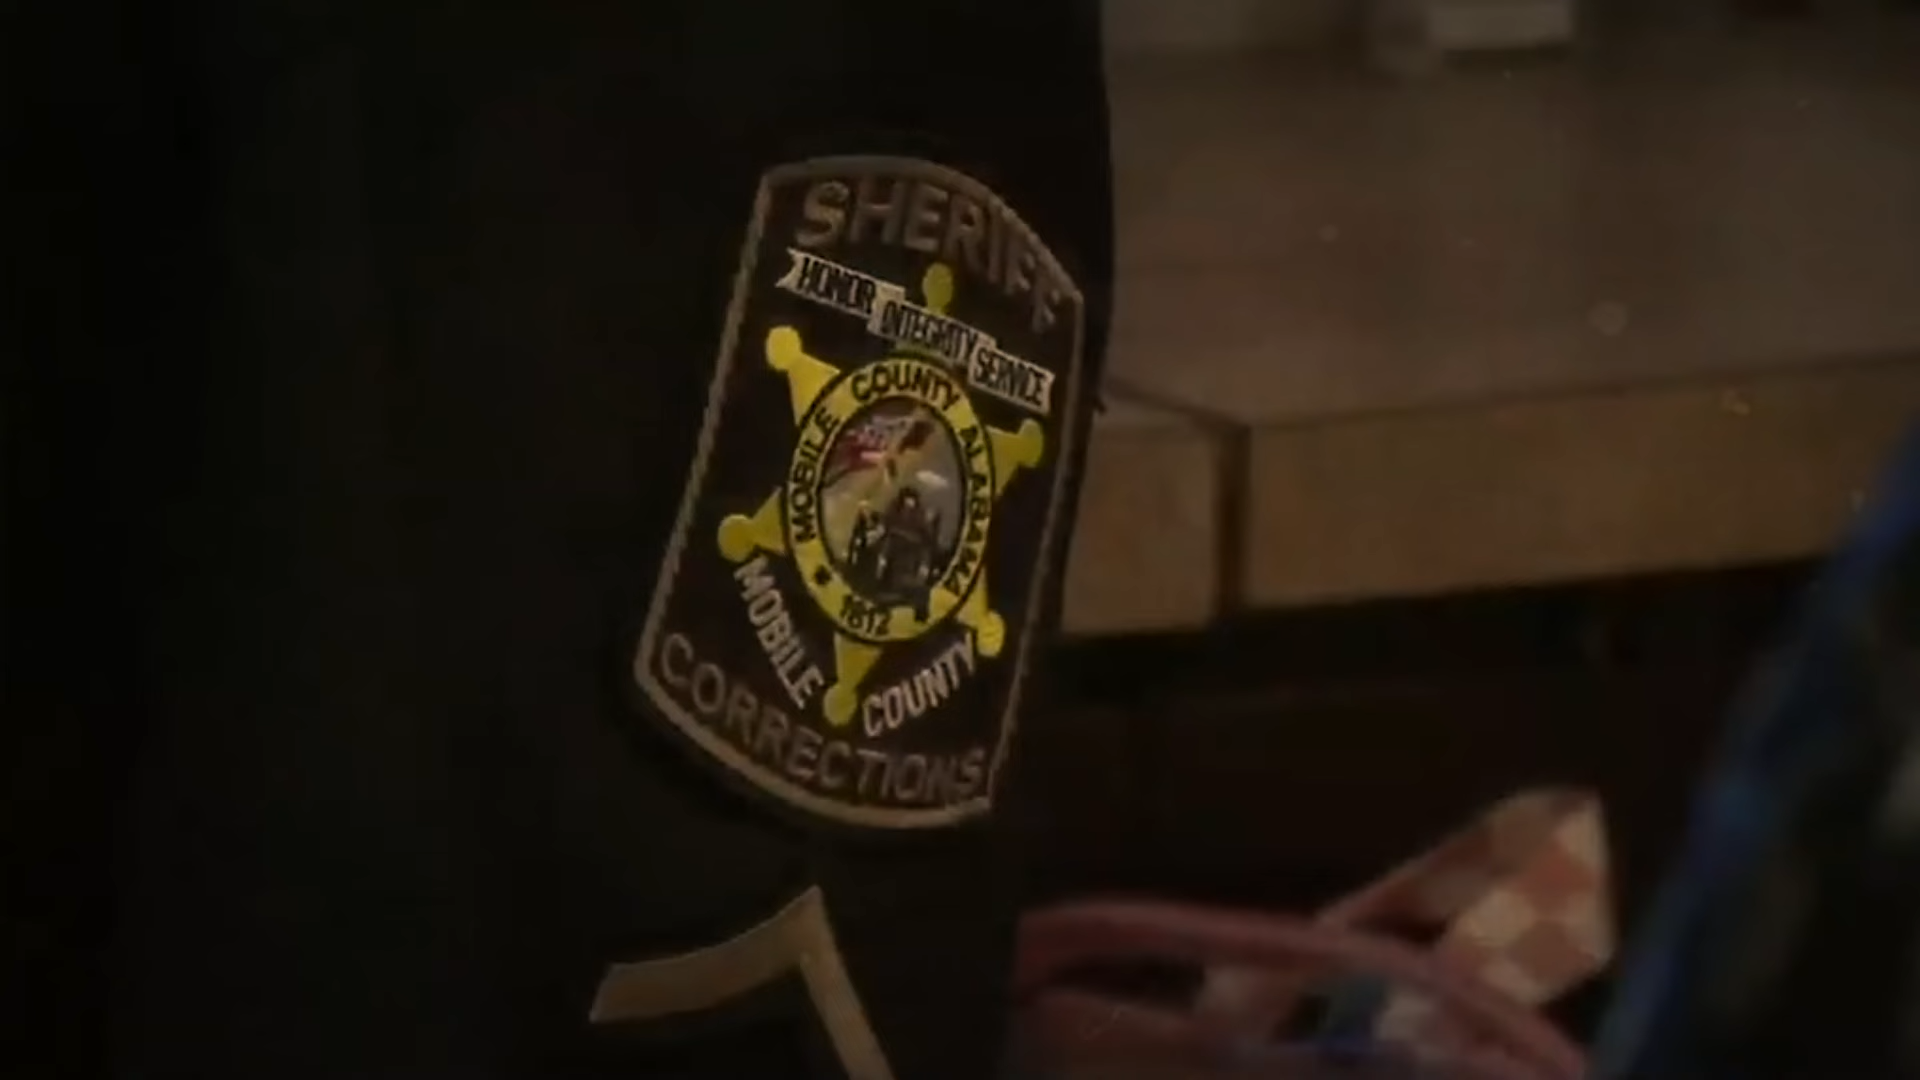 SHERIFF
HONOR INTEGRITY SERVICE
MOBILE COUNTY ALABAMA
1812
MOBILE COUNTY
CORRECTIONS